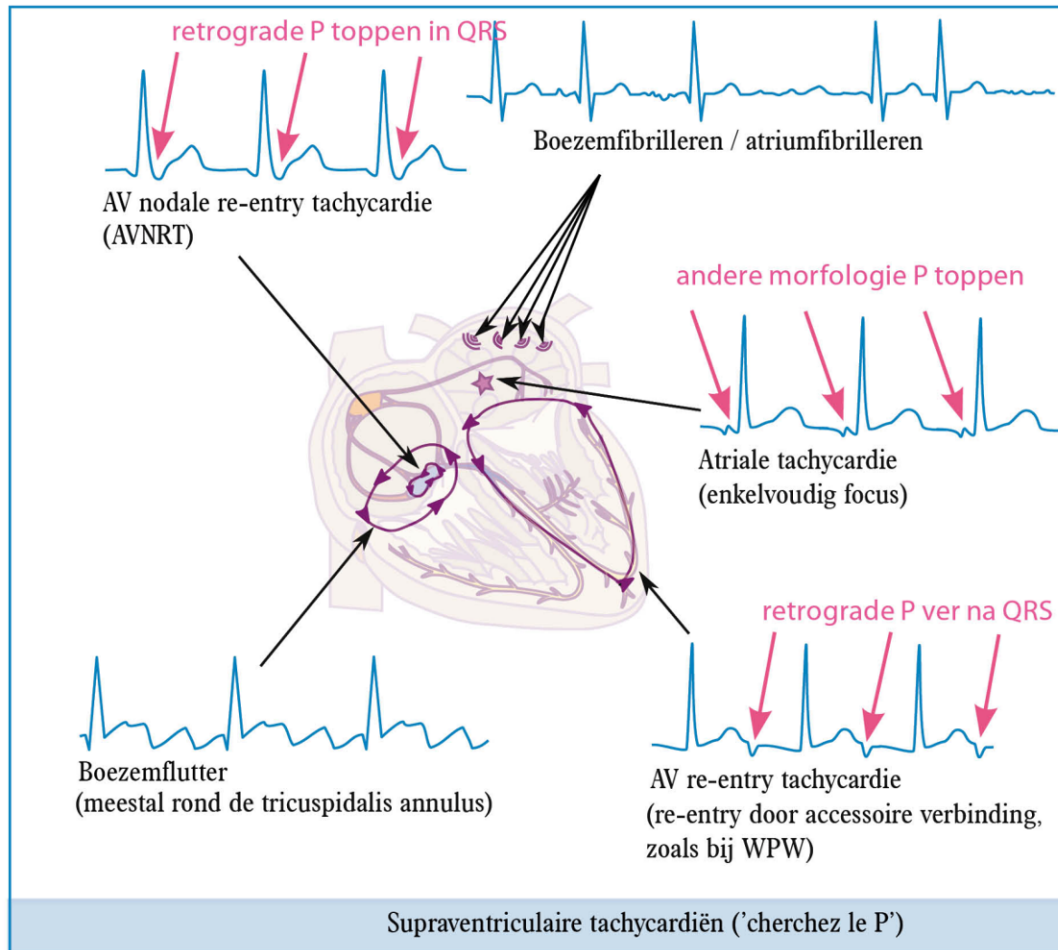 retrograde P toppen in QRS
AV nodale re-entry tachycardie
(AVNRT)
Boezemfibrilleren / atriumfibrilleren
andere morfologie P toppen
Atriale tachycardie
(enkelvoudig focus)
retrograde P ver na QRS
Boezemflutter
(meestal rond de tricuspidalis annulus)
AV re-entry tachycardie
(re-entry door accessoire verbinding,
zoals bij WPW)
Supraventriculaire tachycardiën ('cherchez le P')